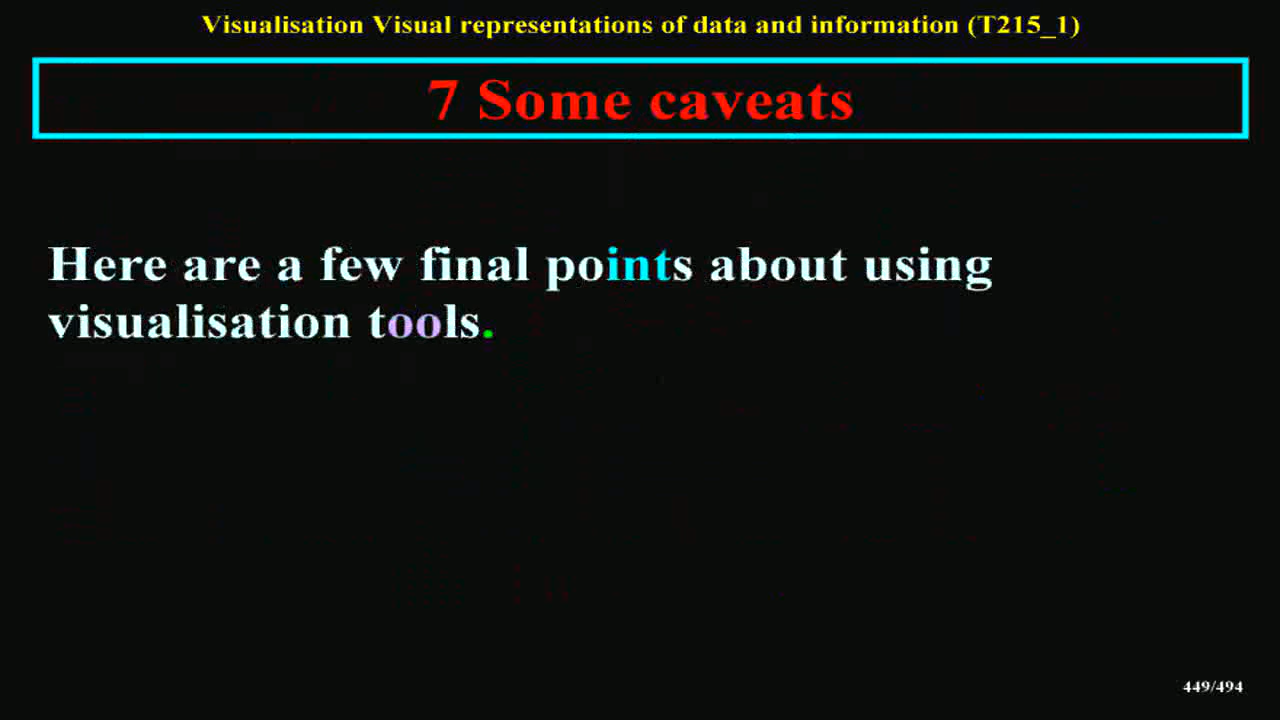 Visualisation Visual representations of data and information (T215_1)
7 Some caveats
Here are a few final points about using
visualisation tools.
449/494